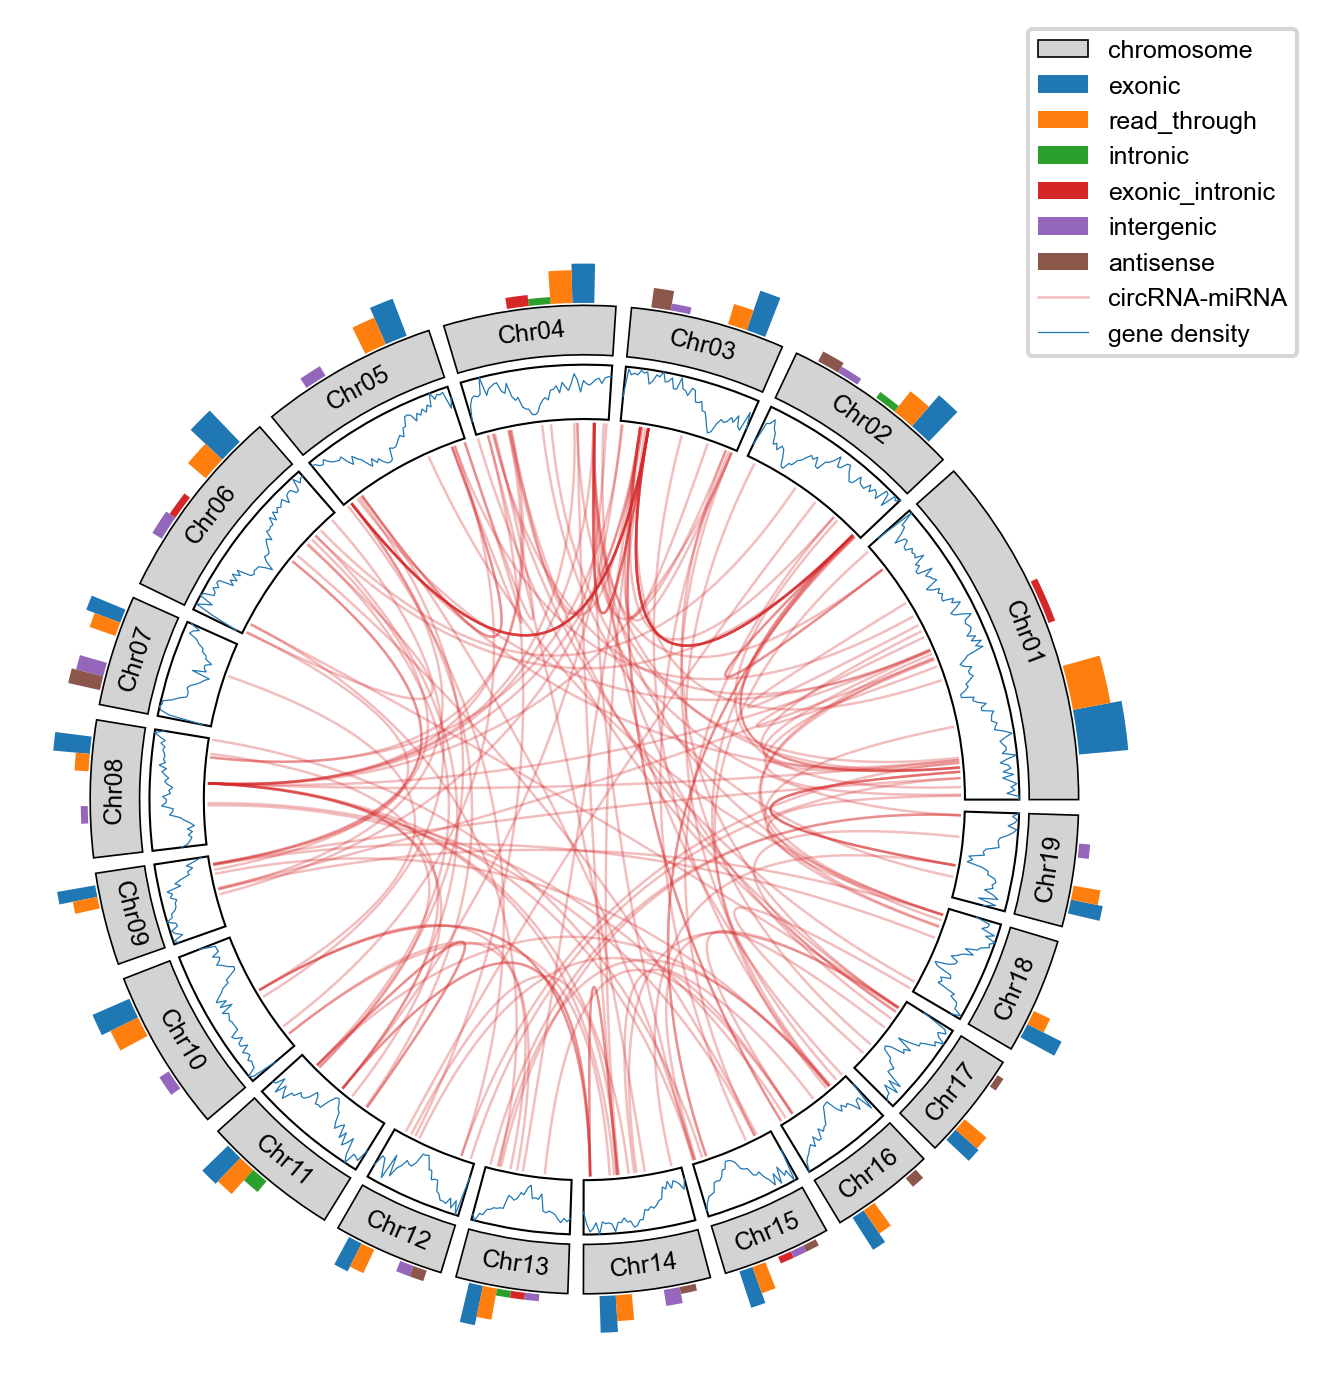 chromosome
exonic
read_through
intronic
exonic_intronic
intergenic
antisense
circRNA-miRNA
gene density
Chr01
Chr02
Chr03
Chr04
Chr05
Chr06
Chr07
Chr08
Chr09
Chr10
Chr11
Chr12
Chr13
Chr14
Chr15
Chr16
Chr17
Chr18
Chr19